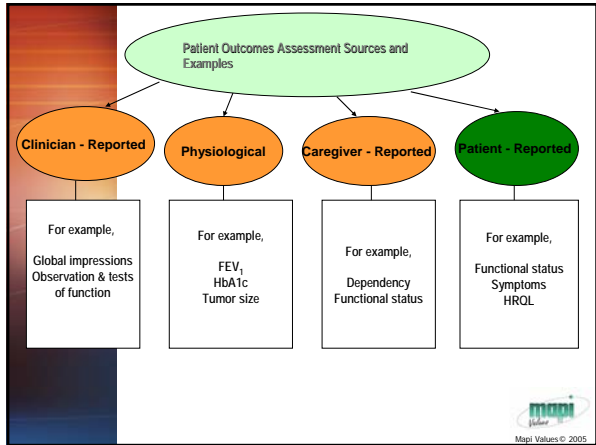 Patient Outcomes Assessment Sources and
Examples
Clinician - Reported
Physiological
Caregiver - Reported
Patient - Reported
For example,
Global impressions
Observation & tests
of function
For example,
FEV₁
HbA1c
Tumor size
For example,
Dependency
Functional status
For example,
Functional status
Symptoms
HRQL
mapi
Values
Mapi Values © 2005